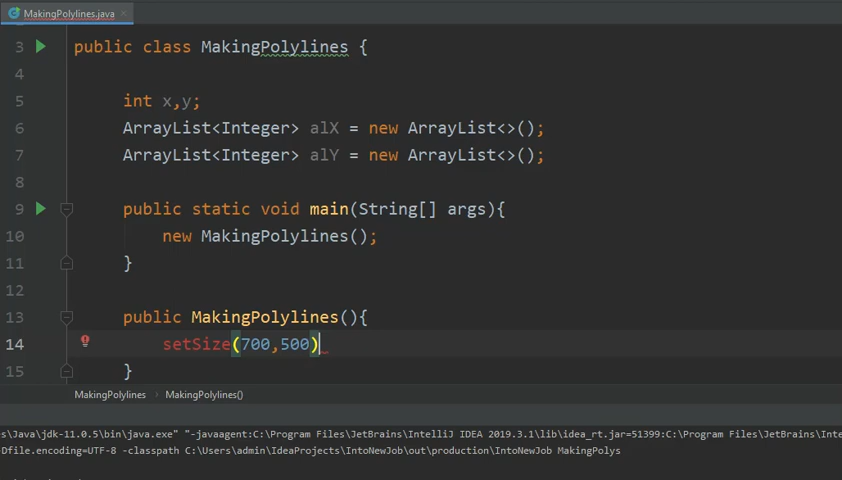 MakingPolylines.java
3 public class MakingPolylines {
4
5 int x,y;
6 ArrayList<Integer> alX = new ArrayList<>();
7 ArrayList<Integer> alY = new ArrayList<>();
8
9 public static void main(String[] args){
10 new MakingPolylines();
11 }
12
13 public MakingPolylines(){
14 setSize(700,500)
15 }
MakingPolylines › MakingPolylines()
es\Java\jdk-11.0.5\bin\java.exe" "-javaagent:C:\Program Files\JetBrains\IntelliJ IDEA 2019.3.1\lib\idea_rt.jar=51399:C:\Program Files\JetBrains\Inte
Dfile.encoding=UTF-8 -classpath C:\Users\admin\IdeaProjects\IntoNewJob\out\production\IntoNewJob MakingPolys